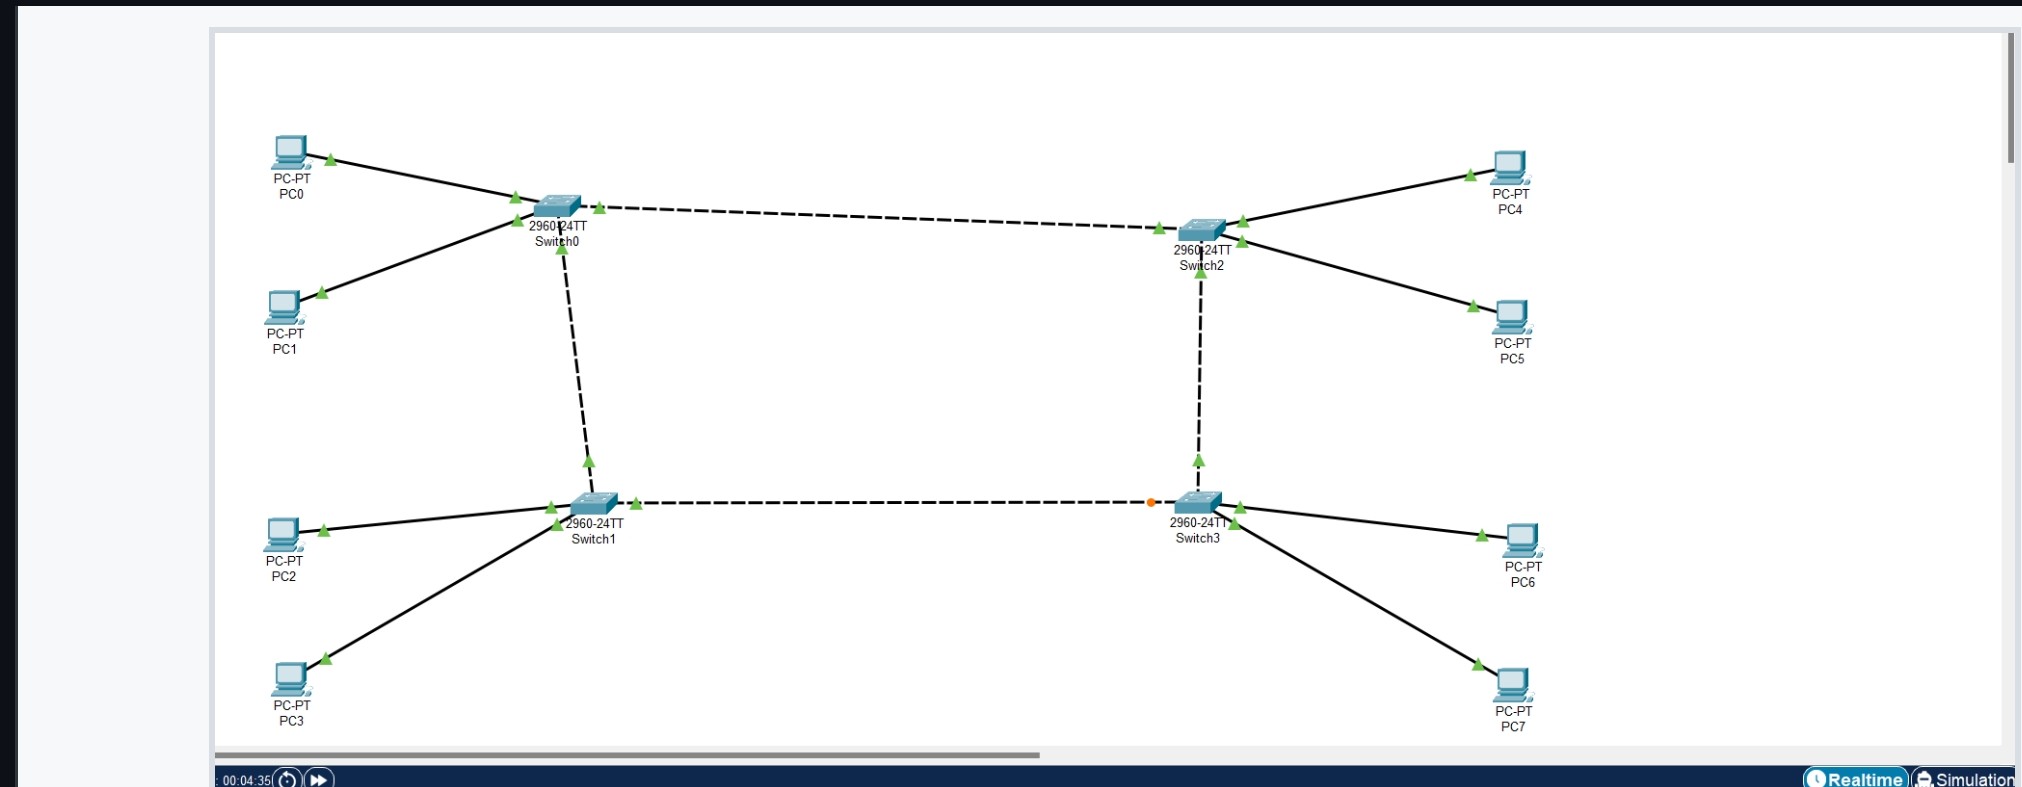 PC-PT
PC0
2960-24TT
Switch0
PC-PT
PC1
2960-24TT
Switch2
PC-PT
PC4
PC-PT
PC5
PC-PT
PC2
2960-24TT
Switch1
PC-PT
PC3
2960-24TT
Switch3
PC-PT
PC6
PC-PT
PC7
: 00:04:35
Realtime
Simulation